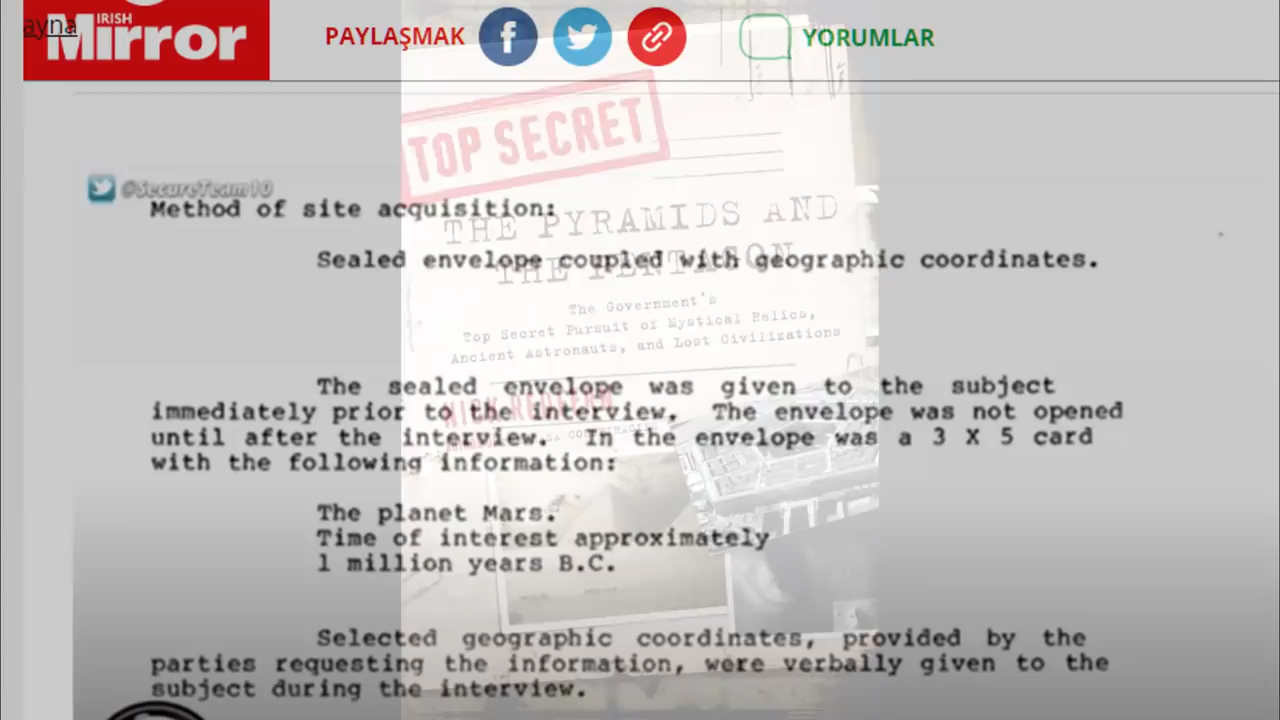 ayna
IRISH
Mirror
PAYLAŞMAK
YORUMLAR
TOP SECRET
@SecureTeam10
Method of site acquisition:
THE PYRAMIDS AND
THE PENTAGON
Sealed envelope coupled with geographic coordinates.
The Government's
Top Secret Pursuit of Mystical Relics,
Ancient Astronauts, and Lost Civilizations
The sealed envelope was given to the subject
NICK REDFERN
immediately prior to the interview. The envelope was not opened
until after the interview. In the envelope was a 3 X 5 card
with the following information:
The planet Mars.
Time of interest approximately
1 million years B.C.
Selected geographic coordinates, provided by the
parties requesting the information, were verbally given to the
subject during the interview.